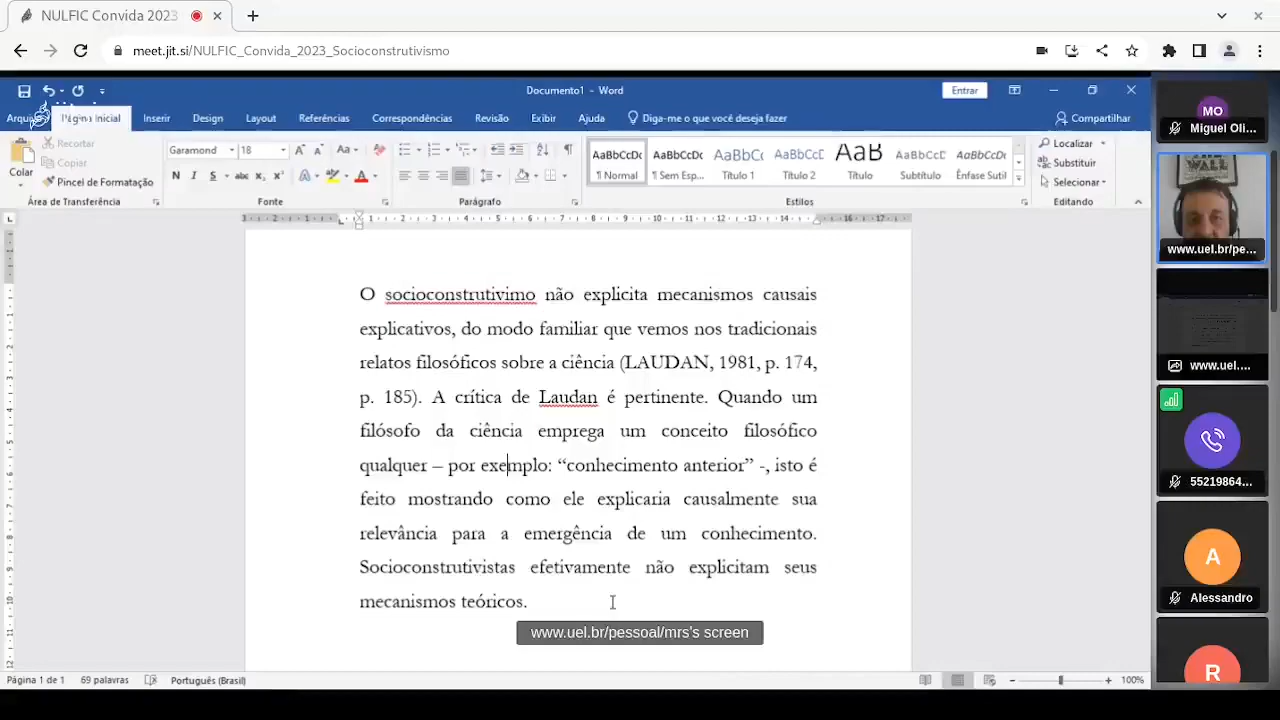 NULFIC Convida 2023
meet.jit.si/NULFIC_Convida_2023_Socioconstrutivismo
Documento1 - Word
Entrar
Página Inicial
Inserir
Design
Layout
Referências
Correspondências
Revisão
Exibir
Ajuda
Diga-me o que você deseja fazer
Compartilhar
Colar
Recortar
Copiar
Pincel de Formatação
Área de Transferência
Garamond
18
Fonte
Parágrafo
AaBbCcDc
¶ Normal
AaBbCcDc
¶ Sem Esp...
AaBbC
Título 1
AaBbCcC
Título 2
AaB
Título
AaBbCcC
Subtítulo
AaBbCcDc
Ênfase Sutil
Estilos
Localizar
Substituir
Selecionar
Editando
O socioconstrutivimo não explicita mecanismos causais
explicativos, do modo familiar que vemos nos tradicionais
relatos filosóficos sobre a ciência (LAUDAN, 1981, p. 174,
p. 185). A crítica de Laudan é pertinente. Quando um
filósofo da ciência emprega um conceito filosófico
qualquer – por exemplo: “conhecimento anterior” -, isto é
feito mostrando como ele explicaria causalmente sua
relevância para a emergência de um conhecimento.
Socioconstrutivistas efetivamente não explicitam seus
mecanismos teóricos.
www.uel.br/pessoal/mrs's screen
Página 1 de 1
69 palavras
Português (Brasil)
100%
MO
Miguel Oli...
WALL
www.uel.br/pe...
www.uel....
55219864...
A
Alessandro
R